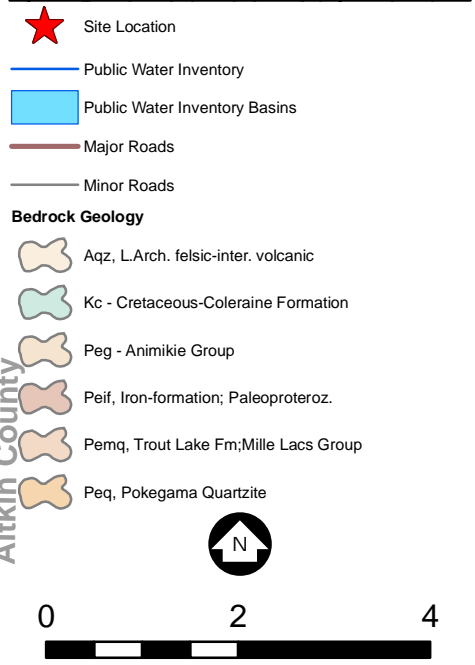 Site Location
Public Water Inventory
Public Water Inventory Basins
Major Roads
Minor Roads
Bedrock Geology
Aqz, L.Arch. felsic-inter. volcanic
Kc - Cretaceous-Coleraine Formation
Peg - Animikie Group
Peif, Iron-formation; Paleoproteroz.
Pemq, Trout Lake Fm;Mille Lacs Group
Peq, Pokegama Quartzite
Aitkin County
N
0 2 4